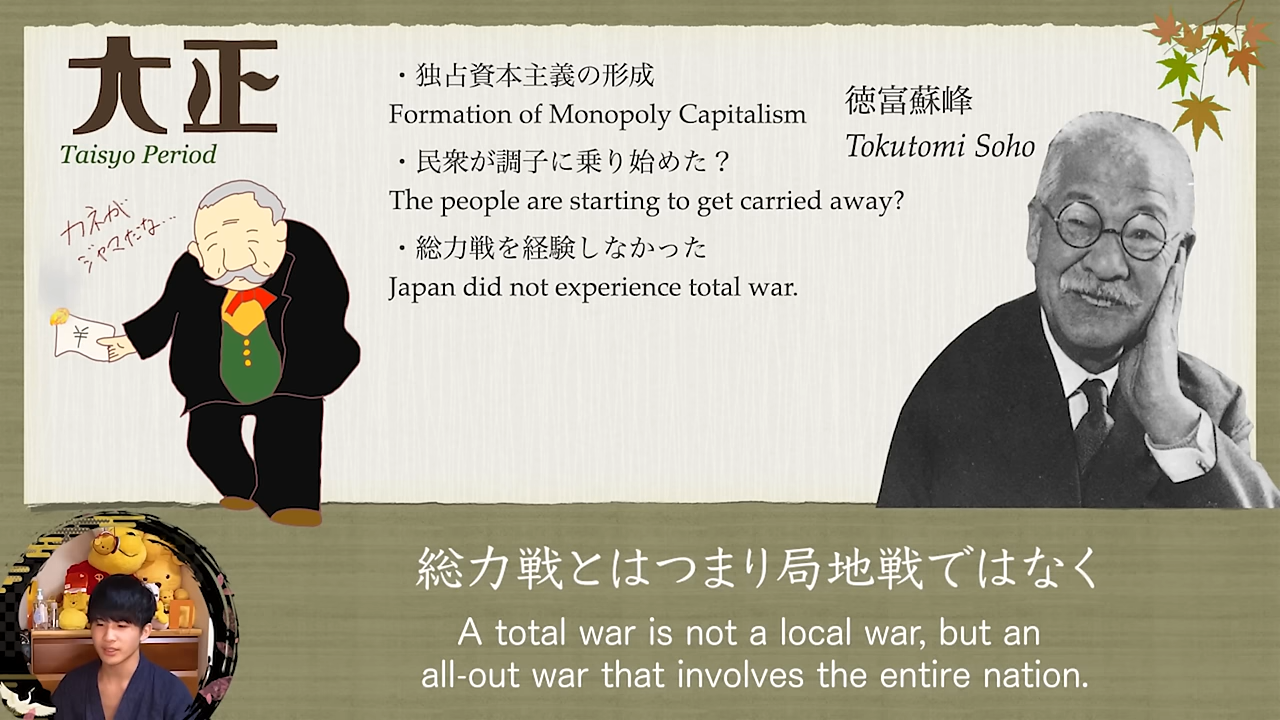 大正
Taisyo Period
カネが
ジャマだな…
¥
・独占資本主義の形成
Formation of Monopoly Capitalism
・民衆が調子に乗り始めた？
The people are starting to get carried away?
・総力戦を経験しなかった
Japan did not experience total war.
徳富蘇峰
Tokutomi Soho
総力戦とはつまり局地戦ではなく
A total war is not a local war, but an
all-out war that involves the entire nation.